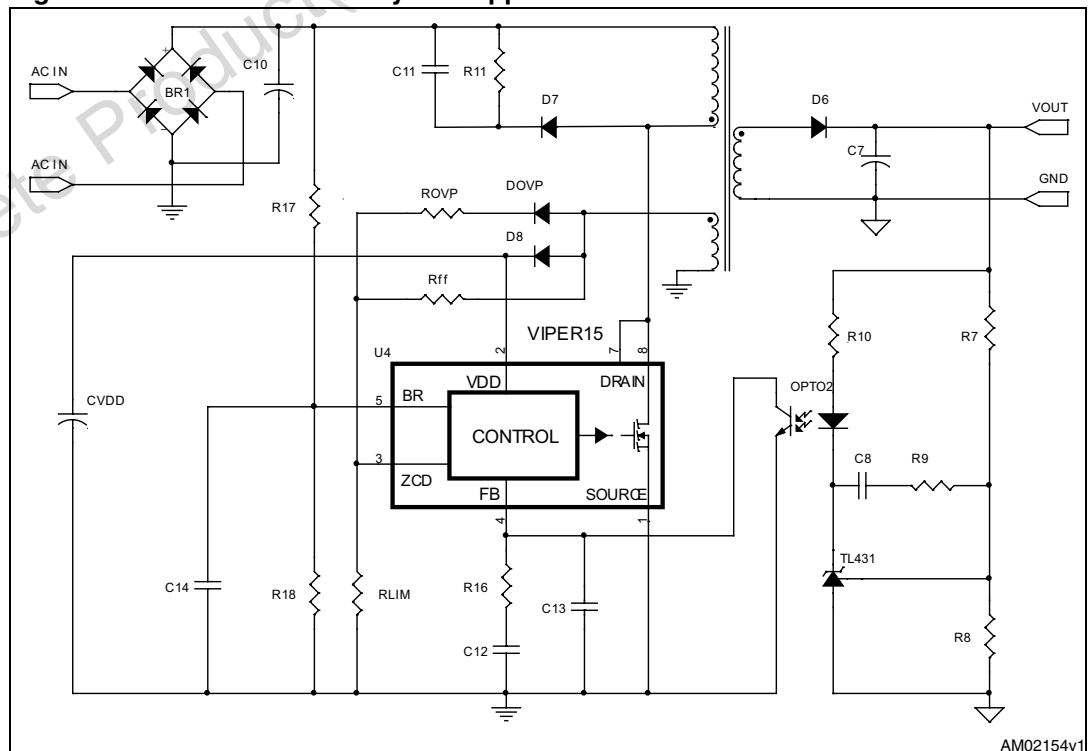 AC IN
AC IN
BR1
C10
C11
R11
D7
D6
VOUT
C7
GND
R17
ROVP
DOVP
D8
Rff
VIPER15
U4
2
7
8
VDD
DRAIN
5
BR
CONTROL
3
ZCD
FB
SOURCE
4
1
CVDD
R10
R7
OPTO2
C8
R9
TL431
C14
R18
RLIM
R16
C13
C12
R8
AM02154v1
ete Product(